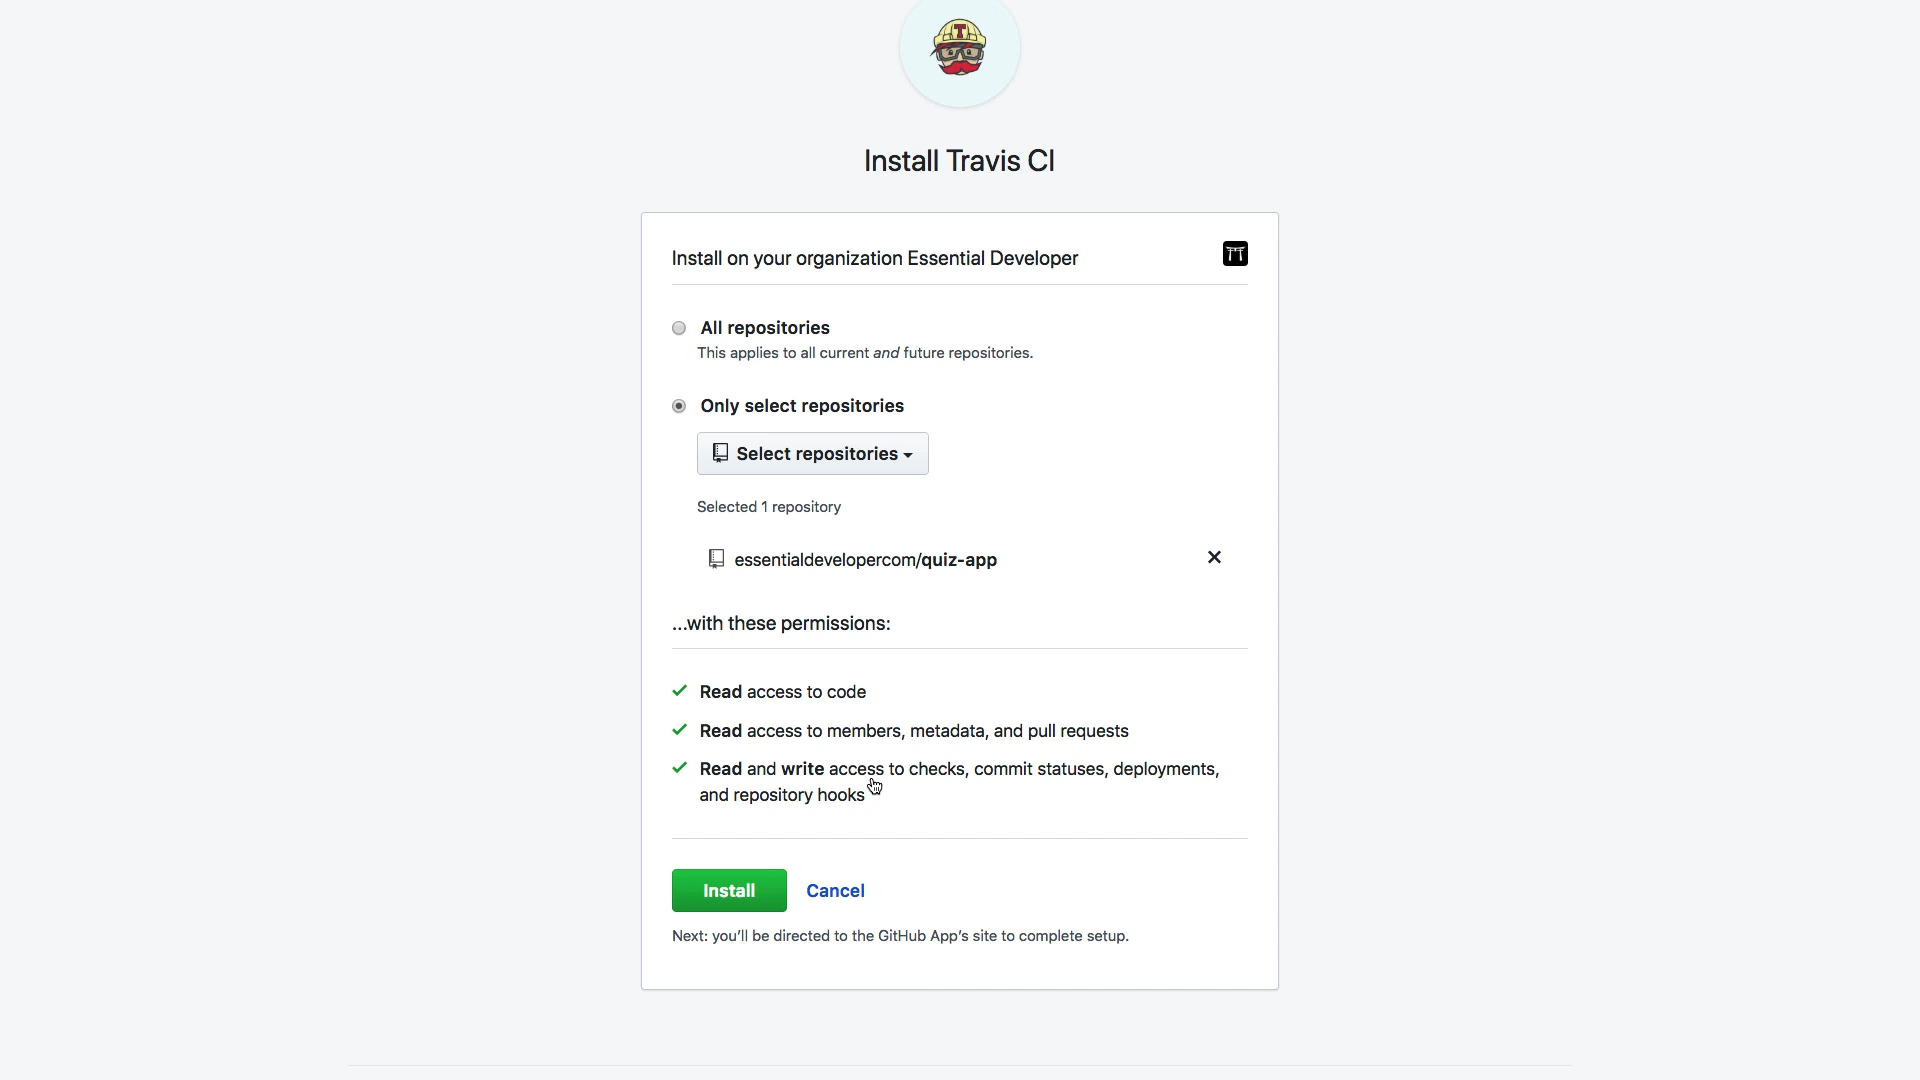 T
Install Travis CI
Install on your organization Essential Developer
All repositories
This applies to all current and future repositories.
Only select repositories
Select repositories
Selected 1 repository
essentialdevelopercom/quiz-app
...with these permissions:
Read access to code
Read access to members, metadata, and pull requests
Read and write access to checks, commit statuses, deployments,
and repository hooks
Install Cancel
Next: you'll be directed to the GitHub App's site to complete setup.